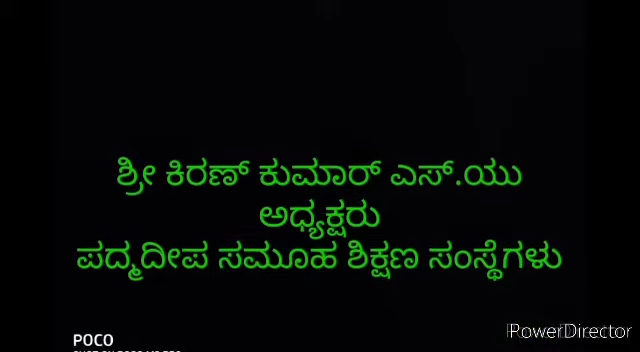 ಶ್ರೀ ಕಿರಣ್ ಕುಮಾರ್ ಎಸ್.ಯು
ಅಧ್ಯಕ್ಷರು
ಪದ್ಮದೀಪ ಸಮೂಹ ಶಿಕ್ಷಣ ಸಂಸ್ಥೆಗಳು
PowerDirector
POCO